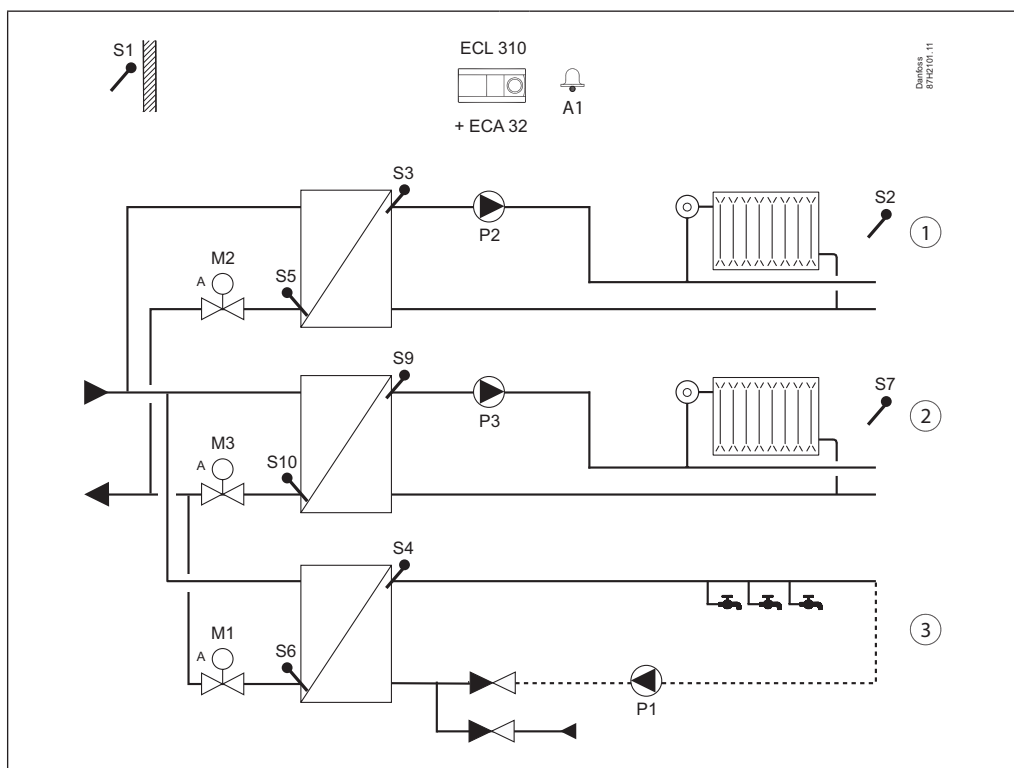 S1
ECL 310
+ ECA 32
A1
Danfoss
87H2101.11
S3
P2
S2
1
M2
A
S5
S9
P3
S7
2
M3
A
S10
S4
3
M1
A
S6
P1